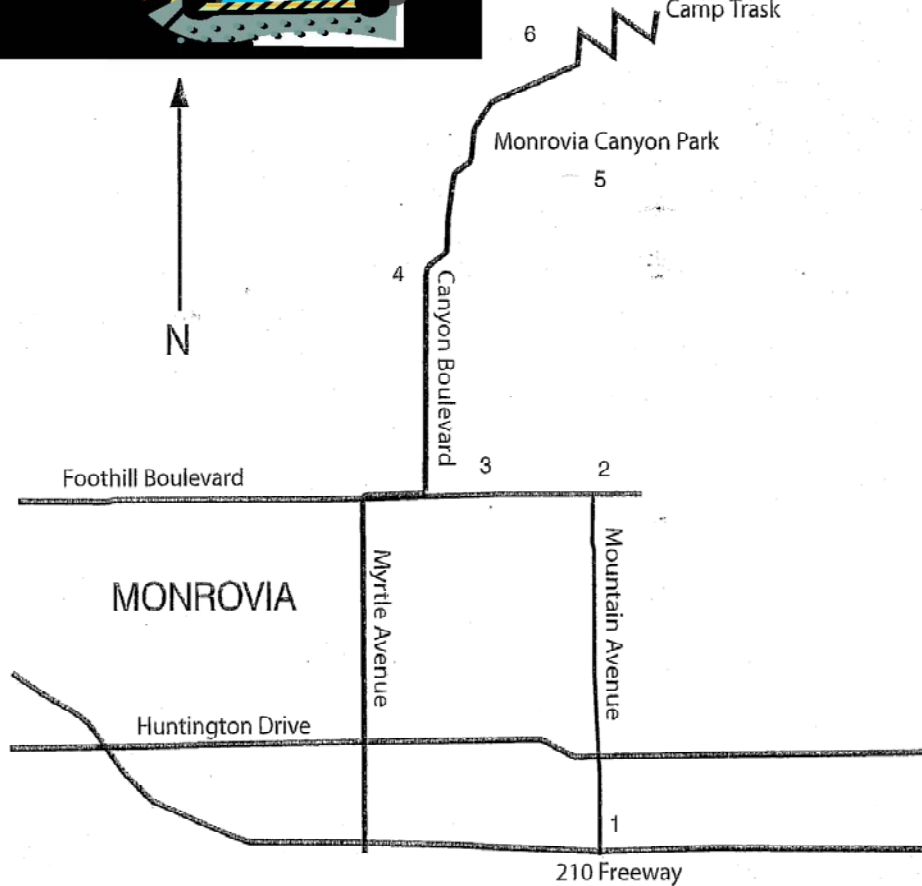 Camp Trask
6
Monrovia Canyon Park
5
4
N
Canyon Boulevard
3
2
Foothill Boulevard
Mountain Avenue
Myrtle Avenue
MONROVIA
Huntington Drive
1
210 Freeway